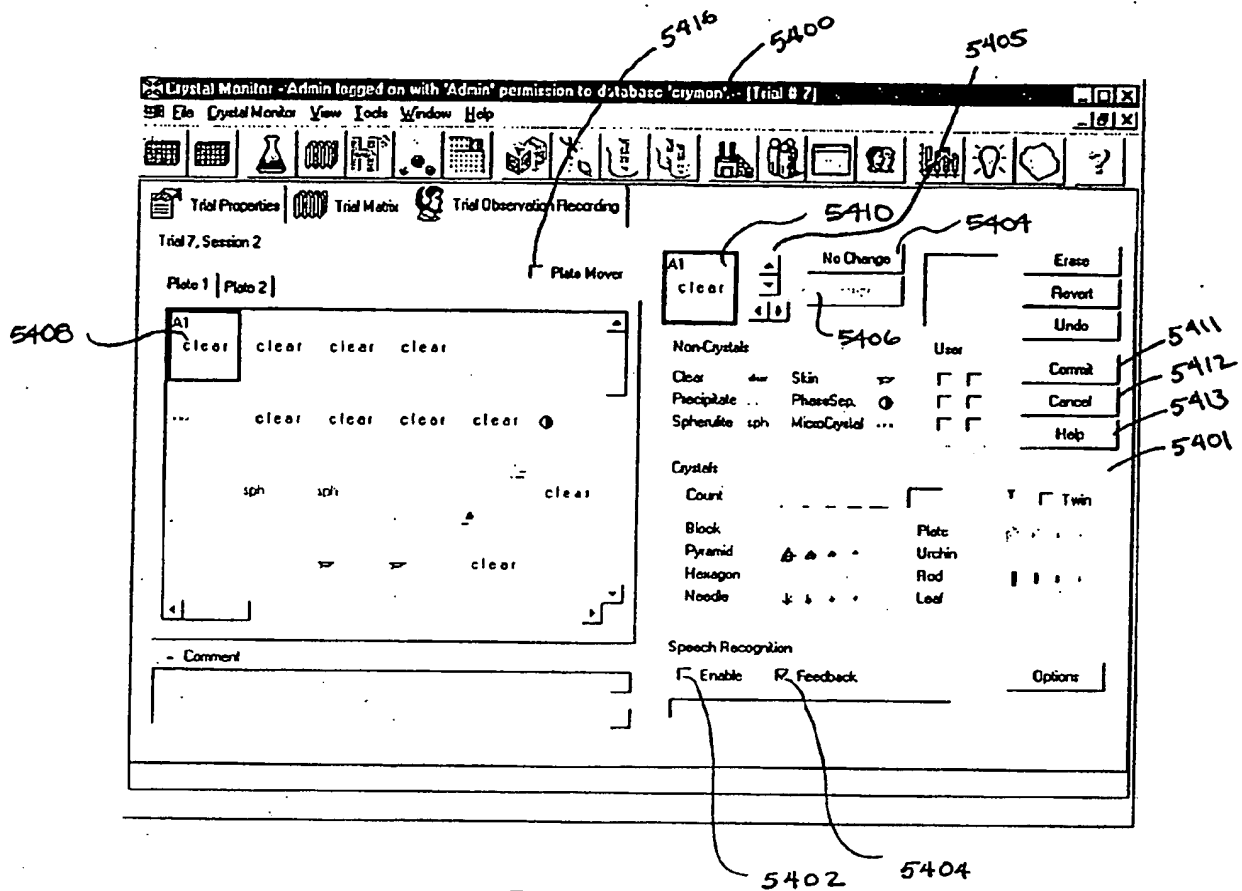 5416
5400
5405
Crystal Monitor - Admin logged on with 'Admin' permission to database 'crymon'. - [Trial # 7]
File Crystal Monitor View Tools Window Help
Trial Properties Trial Matrix Trial Observation Recording
5410
5404
Trial 7, Session 2
Plate Mover
A1
clear
No Change
Erase
Plate 1 Plate 2
Revert
5408
5406
Undo
5411
A1
clear clear clear clear
Non-Crystals User
Commit
5412
Clear clear Skin
Cancel
5413
Precipitate PhaseSep.
Spherulite sph MicroCrystal
Help
5401
clear clear clear clear
Crystals
sph sph clear
Count Twin
Block Plate
Pyramid Urchin
Hexagon Rod
Needle Leaf
clear
Speech Recognition
- Comment
Enable Feedback Options
5402
5404